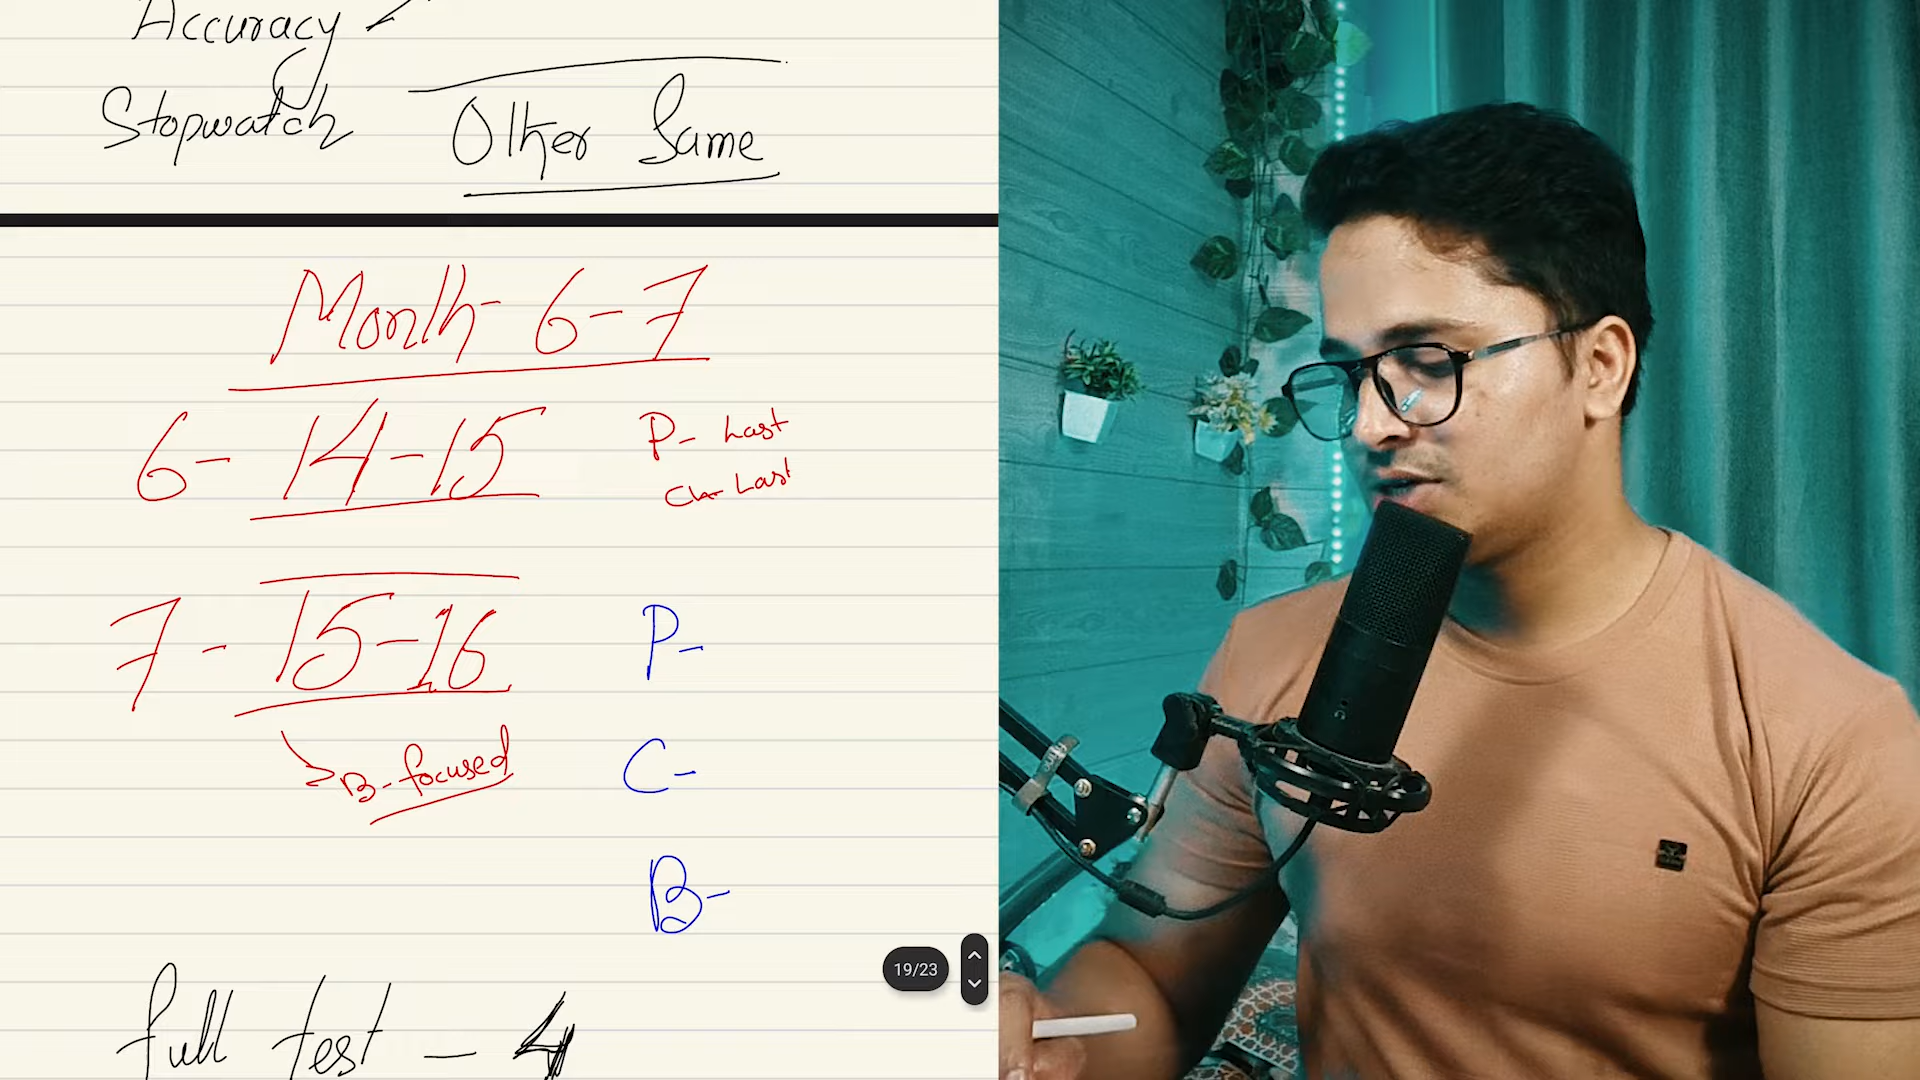 Accuracy
Stopwatch
Other Same
Month- 6-7
6- 14-15
P- Last
Ch- Last
7- 15-16
P-
B-focused
C-
B-
19/23
full test - 4